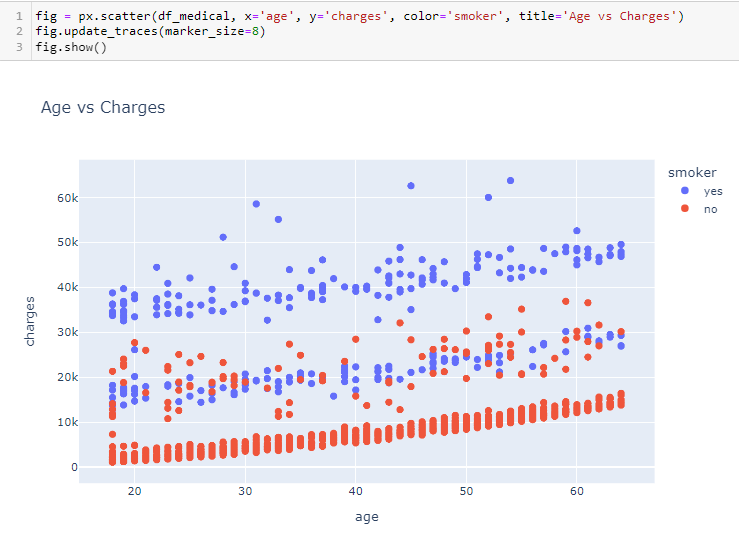 1 fig = px.scatter(df_medical, x='age', y='charges', color='smoker', title='Age vs Charges')
2 fig.update_traces(marker_size=8)
3 fig.show()
Age vs Charges
smoker
yes
no
60k
50k
40k
30k
20k
10k
0
charges
20 30 40 50 60
age